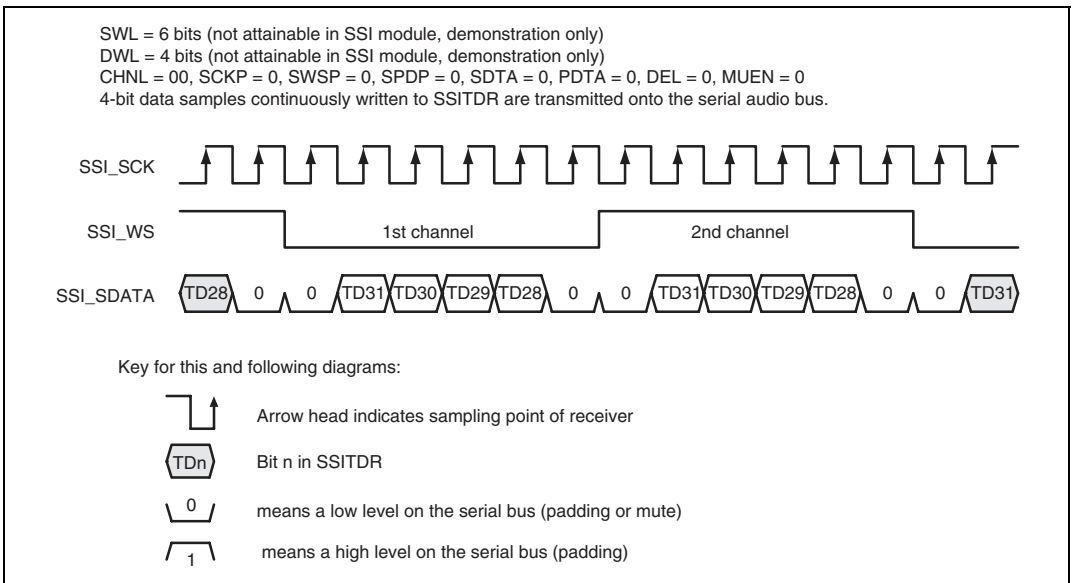 SWL = 6 bits (not attainable in SSI module, demonstration only)
DWL = 4 bits (not attainable in SSI module, demonstration only)
CHNL = 00, SCKP = 0, SWSP = 0, SPDP = 0, SDTA = 0, PDTA = 0, DEL = 0, MUEN = 0
4-bit data samples continuously written to SSITDR are transmitted onto the serial audio bus.
SSI_SCK
SSI_WS 1st channel 2nd channel
SSI_SDATA TD28 0 0 TD31 TD30 TD29 TD28 0 0 TD31 TD30 TD29 TD28 0 0 TD31
Key for this and following diagrams:
Arrow head indicates sampling point of receiver
TDn Bit n in SSITDR
0 means a low level on the serial bus (padding or mute)
1 means a high level on the serial bus (padding)